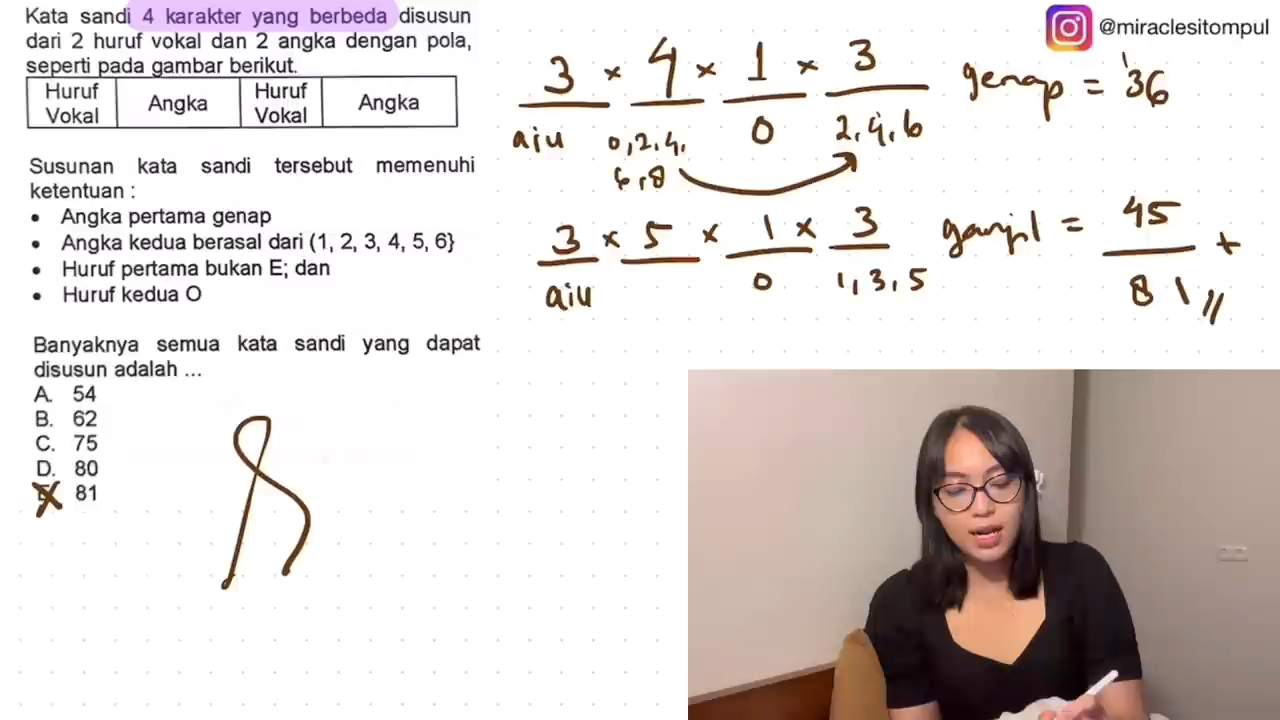 Kata sandi 4 karakter yang berbeda disusun
dari 2 huruf vokal dan 2 angka dengan pola,
seperti pada gambar berikut.
Huruf Vokal
Angka
Huruf Vokal
Angka
Susunan kata sandi tersebut memenuhi
ketentuan :
• Angka pertama genap
• Angka kedua berasal dari (1, 2, 3, 4, 5, 6}
• Huruf pertama bukan E; dan
• Huruf kedua O
Banyaknya semua kata sandi yang dapat
disusun adalah ...
A. 54
B. 62
C. 75
D. 80
E. 81
@miraclesitompul
3 × 4 × 1 × 3 genap = 36
aiu 0,2,4, 0 2,4,6
6,8
3 × 5 × 1 × 3 ganjil = 45 +
aiu 0 1,3,5 81 //